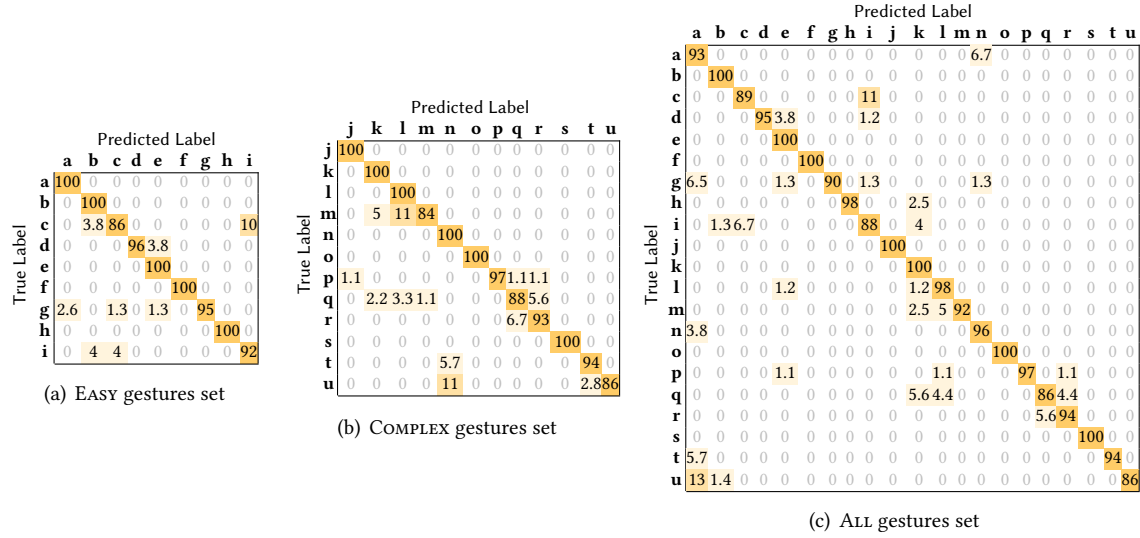 Predicted Label
a b c d e f g h i
True Label
a 100 0 0 0 0 0 0 0 0
b 0 100 0 0 0 0 0 0 0
c 0 3.8 86 0 0 0 0 0 10
d 0 0 0 96 3.8 0 0 0 0
e 0 0 0 0 100 0 0 0 0
f 0 0 0 0 0 100 0 0 0
g 2.6 0 1.3 0 1.3 0 95 0 0
h 0 0 0 0 0 0 0 100 0
i 0 4 4 0 0 0 0 0 92
(a) EASY gestures set
Predicted Label
j k l m n o p q r s t u
True Label
j 100 0 0 0 0 0 0 0 0 0 0 0
k 0 100 0 0 0 0 0 0 0 0 0 0
l 0 0 100 0 0 0 0 0 0 0 0 0
m 0 5 11 84 0 0 0 0 0 0 0 0
n 0 0 0 0 100 0 0 0 0 0 0 0
o 0 0 0 0 0 100 0 0 0 0 0 0
p 1.1 0 0 0 0 0 97 1.1 1.1 0 0 0
q 0 2.2 3.3 1.1 0 0 0 88 5.6 0 0 0
r 0 0 0 0 0 0 0 6.7 93 0 0 0
s 0 0 0 0 0 0 0 0 0 100 0 0
t 0 0 0 0 5.7 0 0 0 0 0 94 0
u 0 0 0 0 11 0 0 0 0 0 2.8 86
(b) COMPLEX gestures set
Predicted Label
a b c d e f g h i j k l m n o p q r s t u
True Label
a 93 0 0 0 0 0 0 0 0 0 0 0 0 6.7 0 0 0 0 0 0 0
b 0 100 0 0 0 0 0 0 0 0 0 0 0 0 0 0 0 0 0 0 0
c 0 0 89 0 0 0 0 0 11 0 0 0 0 0 0 0 0 0 0 0 0
d 0 0 0 95 3.8 0 0 0 1.2 0 0 0 0 0 0 0 0 0 0 0 0
e 0 0 0 0 100 0 0 0 0 0 0 0 0 0 0 0 0 0 0 0 0
f 0 0 0 0 0 100 0 0 0 0 0 0 0 0 0 0 0 0 0 0 0
g 6.5 0 0 0 1.3 0 90 0 1.3 0 0 0 0 1.3 0 0 0 0 0 0 0
h 0 0 0 0 0 0 0 98 0 0 2.5 0 0 0 0 0 0 0 0 0 0
i 0 1.3 6.7 0 0 0 0 0 88 0 4 0 0 0 0 0 0 0 0 0 0
j 0 0 0 0 0 0 0 0 0 100 0 0 0 0 0 0 0 0 0 0 0
k 0 0 0 0 0 0 0 0 0 0 100 0 0 0 0 0 0 0 0 0 0
l 0 0 0 0 1.2 0 0 0 0 0 1.2 98 0 0 0 0 0 0 0 0 0
m 0 0 0 0 0 0 0 0 0 0 2.5 5 92 0 0 0 0 0 0 0 0
n 3.8 0 0 0 0 0 0 0 0 0 0 0 0 96 0 0 0 0 0 0 0
o 0 0 0 0 0 0 0 0 0 0 0 0 0 0 100 0 0 0 0 0 0
p 0 0 0 0 1.1 0 0 0 0 0 0 1.1 0 0 0 97 0 1.1 0 0 0
q 0 0 0 0 0 0 0 0 0 0 5.6 4.4 0 0 0 0 86 4.4 0 0 0
r 0 0 0 0 0 0 0 0 0 0 0 0 0 0 0 0 5.6 94 0 0 0
s 0 0 0 0 0 0 0 0 0 0 0 0 0 0 0 0 0 0 100 0 0
t 5.7 0 0 0 0 0 0 0 0 0 0 0 0 0 0 0 0 0 0 94 0
u 13 1.4 0 0 0 0 0 0 0 0 0 0 0 0 0 0 0 0 0 0 86
(c) ALL gestures set